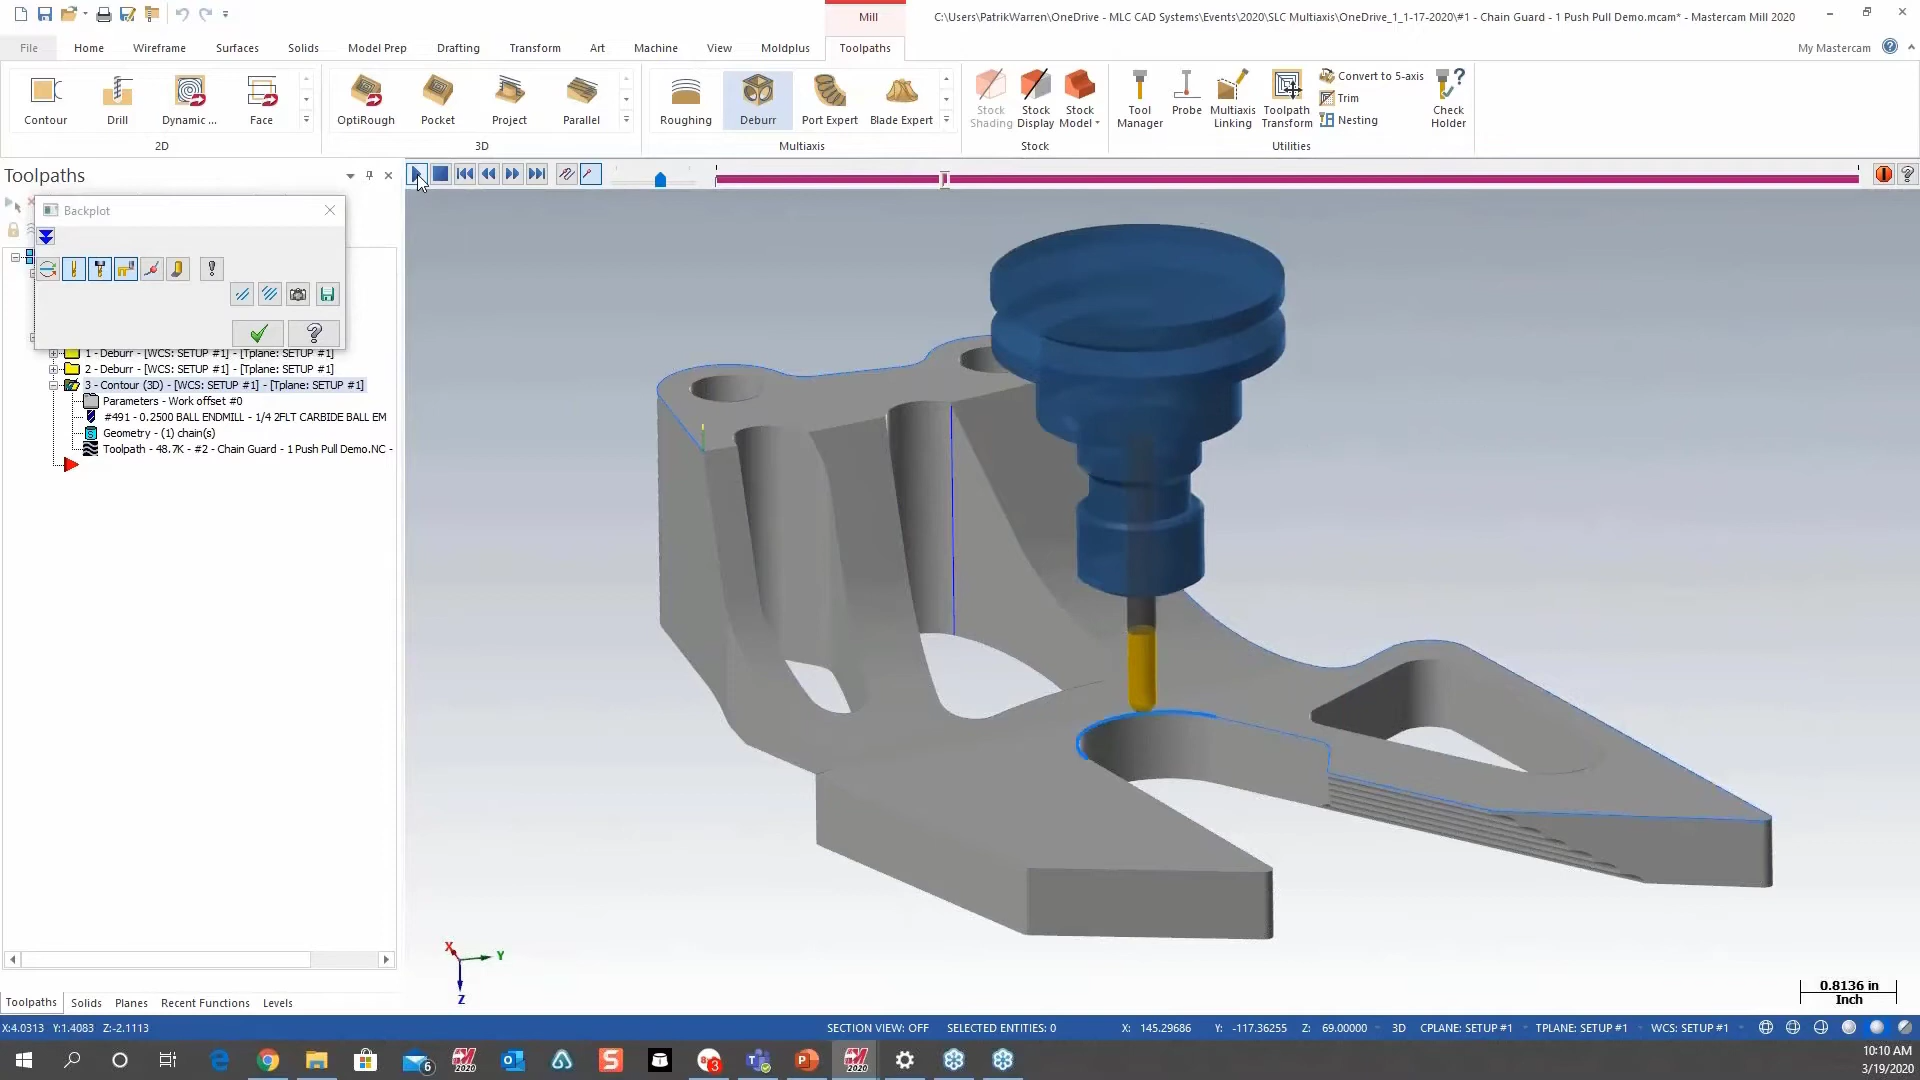 Mill
C:\Users\PatrikWarren\OneDrive - MLC CAD Systems\Events\2020\SLC Multiaxis\OneDrive_1_1-17-2020\#1 - Chain Guard - 1 Push Pull Demo.mcam* - Mastercam Mill 2020
File Home Wireframe Surfaces Solids Model Prep Drafting Transform Art Machine View Moldplus Toolpaths My Mastercam
Contour Drill Dynamic ... Face
2D
OptiRough Pocket Project Parallel
3D
Roughing Deburr Port Expert Blade Expert
Multiaxis
Stock Shading Stock Display Stock Model
Stock
Tool Manager Probe Multiaxis Linking Toolpath Transform
Convert to 5-axis
Trim
Nesting
Check Holder
Utilities
Toolpaths
Backplot
1 - Deburr - [WCS: SETUP #1] - [Tplane: SETUP #1]
2 - Deburr - [WCS: SETUP #1] - [Tplane: SETUP #1]
3 - Contour (3D) - [WCS: SETUP #1] - [Tplane: SETUP #1]
Parameters - Work offset #0
#491 - 0.2500 BALL ENDMILL - 1/4 2FLT CARBIDE BALL EM
Geometry - (1) chain(s)
Toolpath - 48.7K - #2 - Chain Guard - 1 Push Pull Demo.NC -
X
Y
Z
0.8136 in
Inch
Toolpaths Solids Planes Recent Functions Levels
X:4.0313 Y:1.4083 Z:-2.1113 SECTION VIEW: OFF SELECTED ENTITIES: 0 X: 145.29686 Y: -117.36255 Z: 69.00000 3D CPLANE: SETUP #1 TPLANE: SETUP #1 WCS: SETUP #1
6 2020 3 2020
10:10 AM
3/19/2020